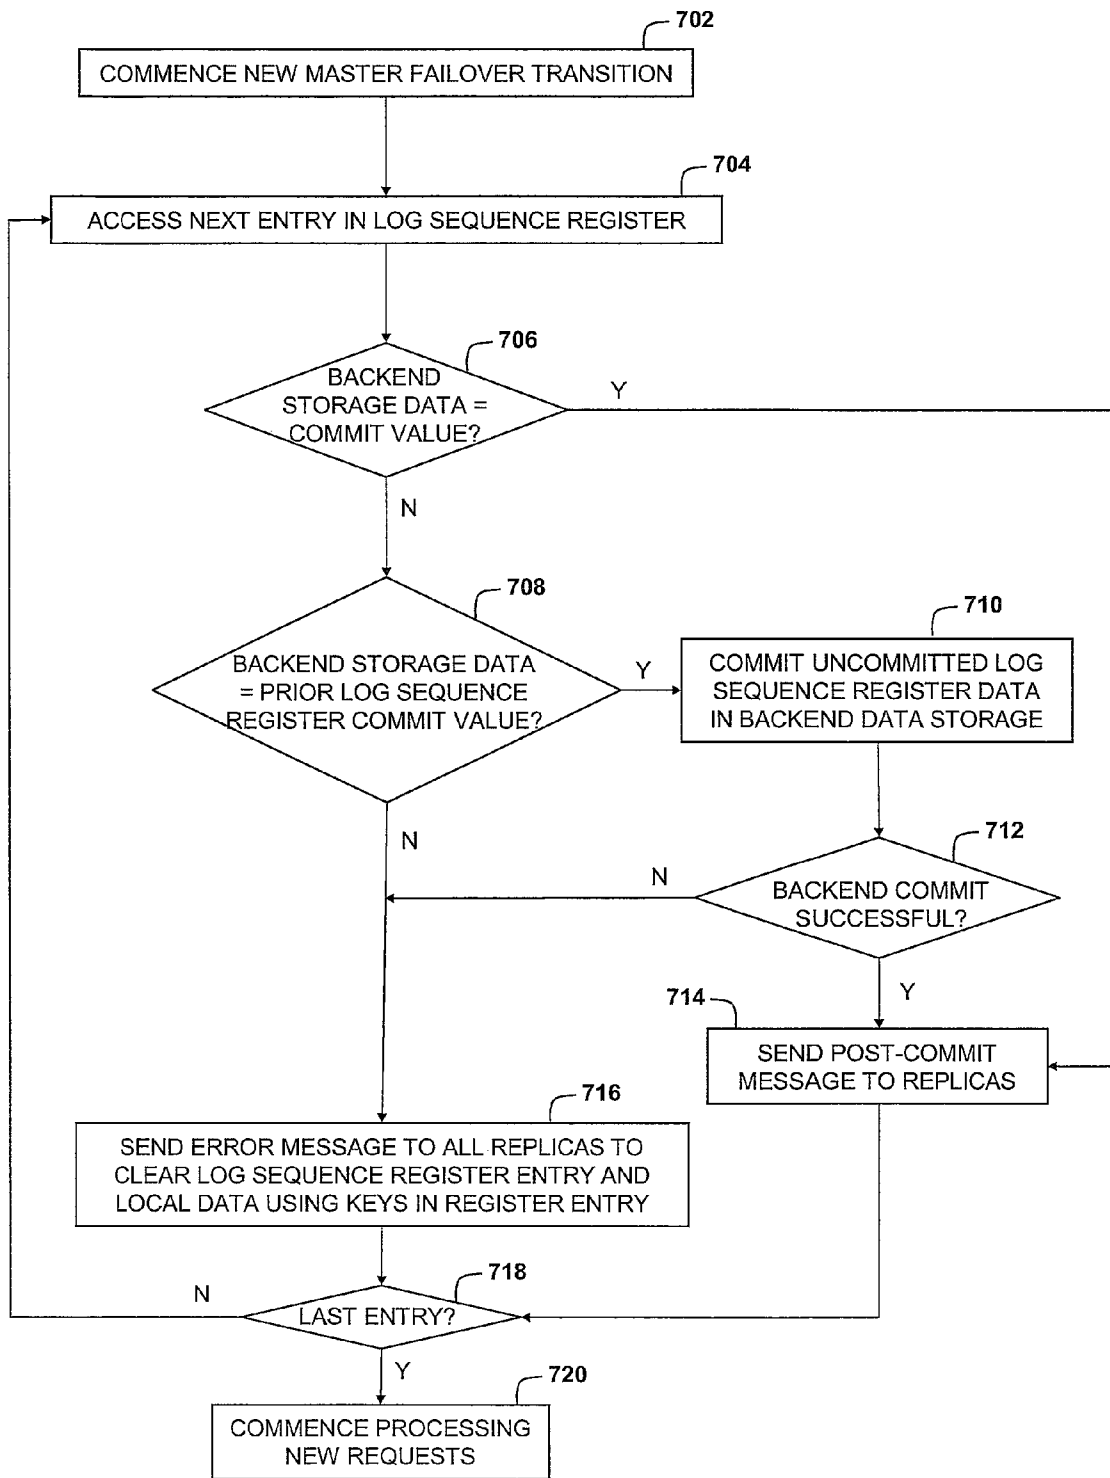 702
COMMENCE NEW MASTER FAILOVER TRANSITION
704
ACCESS NEXT ENTRY IN LOG SEQUENCE REGISTER
706
BACKEND
STORAGE DATA =
COMMIT VALUE?
Y
N
708
BACKEND STORAGE DATA
= PRIOR LOG SEQUENCE
REGISTER COMMIT VALUE?
Y
710
COMMIT UNCOMMITTED LOG
SEQUENCE REGISTER DATA
IN BACKEND DATA STORAGE
N
712
BACKEND COMMIT
SUCCESSFUL?
N
Y
714
SEND POST-COMMIT
MESSAGE TO REPLICAS
716
SEND ERROR MESSAGE TO ALL REPLICAS TO
CLEAR LOG SEQUENCE REGISTER ENTRY AND
LOCAL DATA USING KEYS IN REGISTER ENTRY
718
LAST ENTRY?
N
Y
720
COMMENCE PROCESSING
NEW REQUESTS